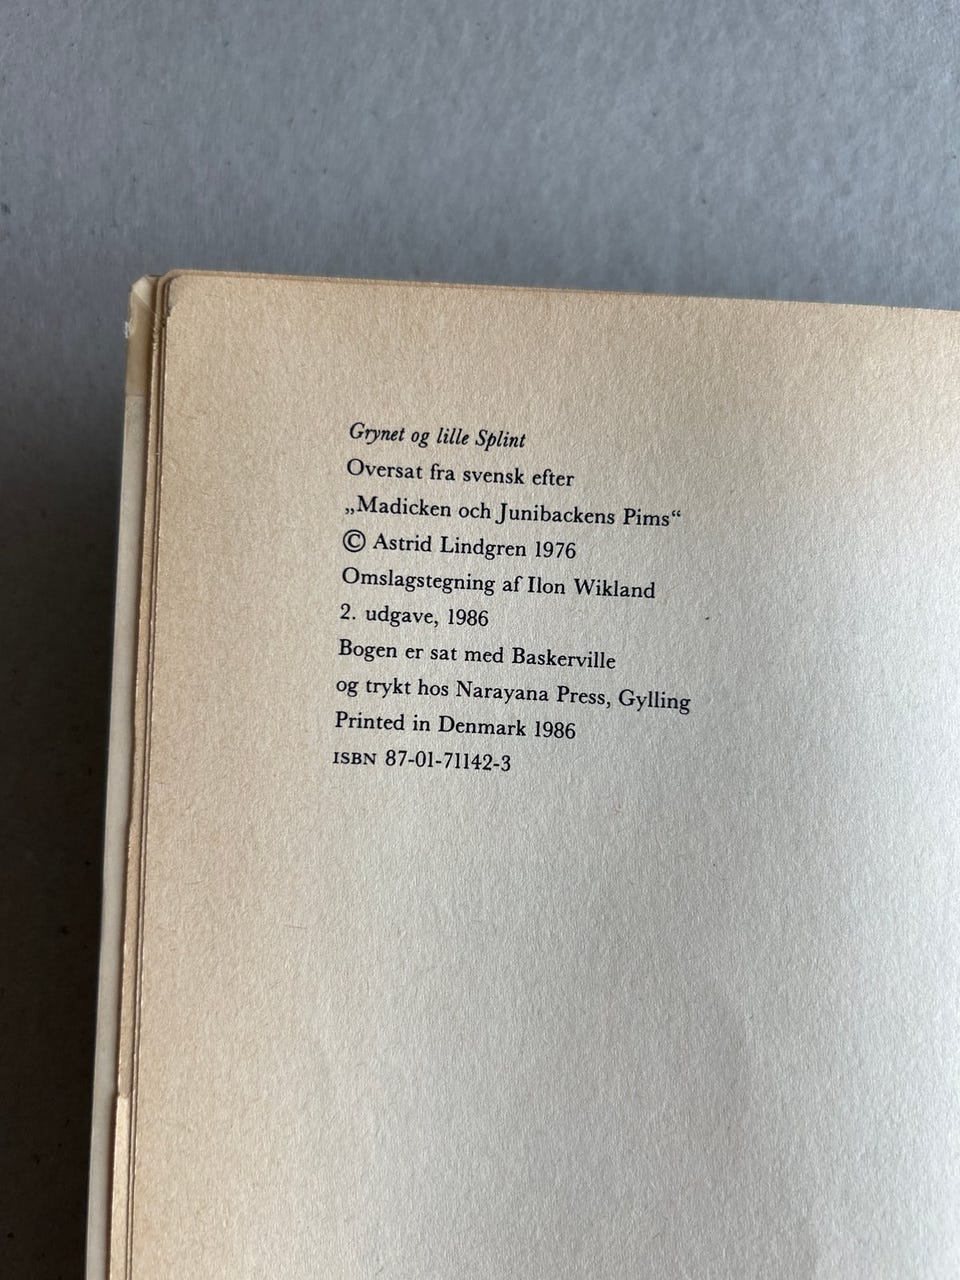 Grynet og lille Splint
Oversat fra svensk efter
„Madicken och Junibackens Pims“
© Astrid Lindgren 1976
Omslagstegning af Ilon Wikland
2. udgave, 1986
Bogen er sat med Baskerville
og trykt hos Narayana Press, Gylling
Printed in Denmark 1986
ISBN 87-01-71142-3